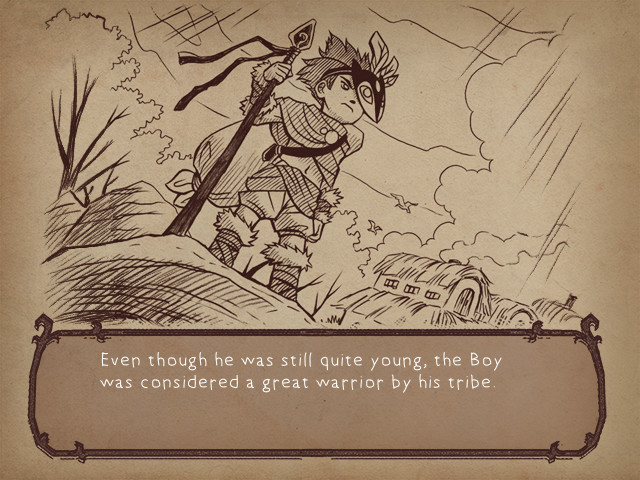 Even though he was still quite young, the Boy
was considered a great warrior by his tribe.